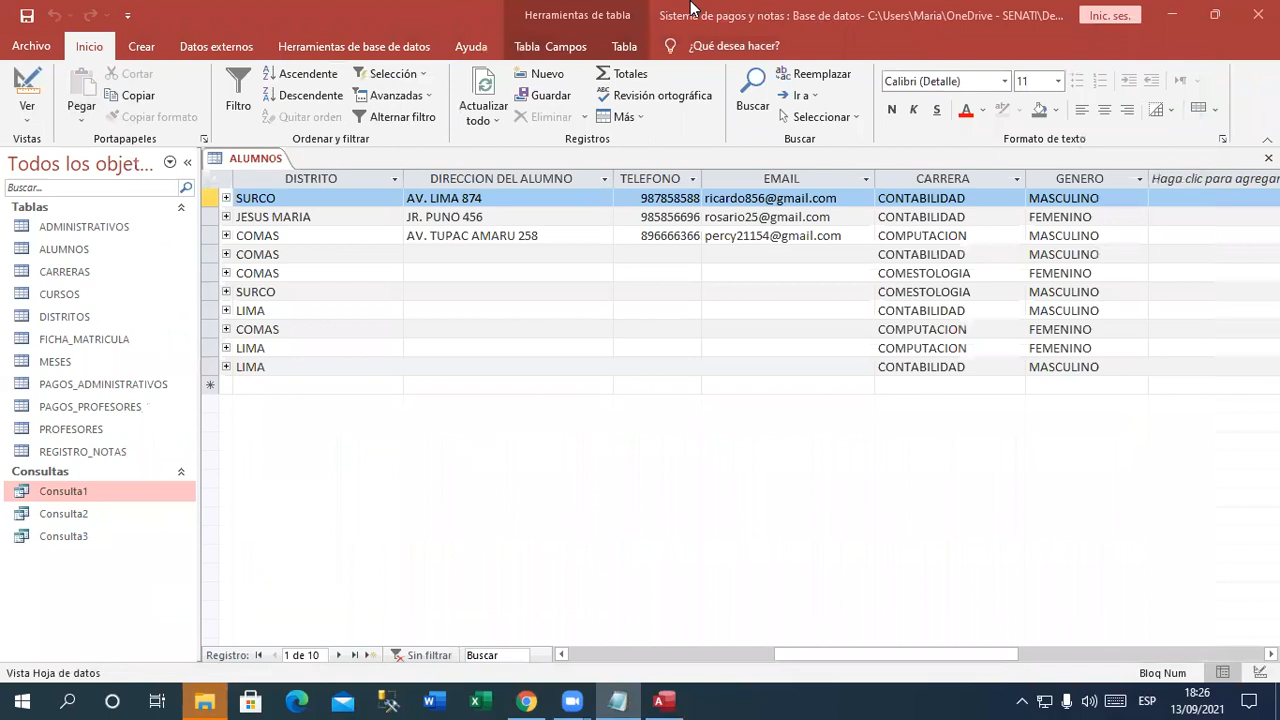 Herramientas de tabla
Sistema de pagos y notas : Base de datos- C:\Users\Maria\OneDrive - SENATI\De...
Inic. ses.
Archivo Inicio Crear Datos externos Herramientas de base de datos Ayuda Tabla Campos Tabla ¿Qué desea hacer?
Ver
Vistas
Pegar
Cortar
Copiar
Copiar formato
Portapapeles
Filtro
Ascendente
Descendente
Quitar orden
Selección
Avanzadas
Alternar filtro
Ordenar y filtrar
Actualizar
todo
Nuevo
Guardar
Eliminar
Totales
Revisión ortográfica
Más
Registros
Buscar
Reemplazar
Ir a
Seleccionar
Buscar
Calibri (Detalle) 11
N K S A
Formato de texto
Todos los objet...
Buscar...
Tablas
ADMINISTRATIVOS
ALUMNOS
CARRERAS
CURSOS
DISTRITOS
FICHA_MATRICULA
MESES
PAGOS_ADMINISTRATIVOS
PAGOS_PROFESORES
PROFESORES
REGISTRO_NOTAS
Consultas
Consulta1
Consulta2
Consulta3
ALUMNOS
DISTRITO DIRECCION DEL ALUMNO TELEFONO EMAIL CARRERA GENERO Haga clic para agregar
SURCO AV. LIMA 874 987858588 ricardo856@gmail.com CONTABILIDAD MASCULINO
JESUS MARIA JR. PUNO 456 985856696 rosario25@gmail.com CONTABILIDAD FEMENINO
COMAS AV. TUPAC AMARU 258 896666366 percy21154@gmail.com COMPUTACION MASCULINO
COMAS CONTABILIDAD MASCULINO
COMAS COMESTOLOGIA FEMENINO
SURCO COMESTOLOGIA MASCULINO
LIMA CONTABILIDAD MASCULINO
COMAS COMPUTACION FEMENINO
LIMA COMPUTACION FEMENINO
LIMA CONTABILIDAD MASCULINO
Registro: 1 de 10 Sin filtrar Buscar
Vista Hoja de datos Bloq Num
ESP
18:26
13/09/2021